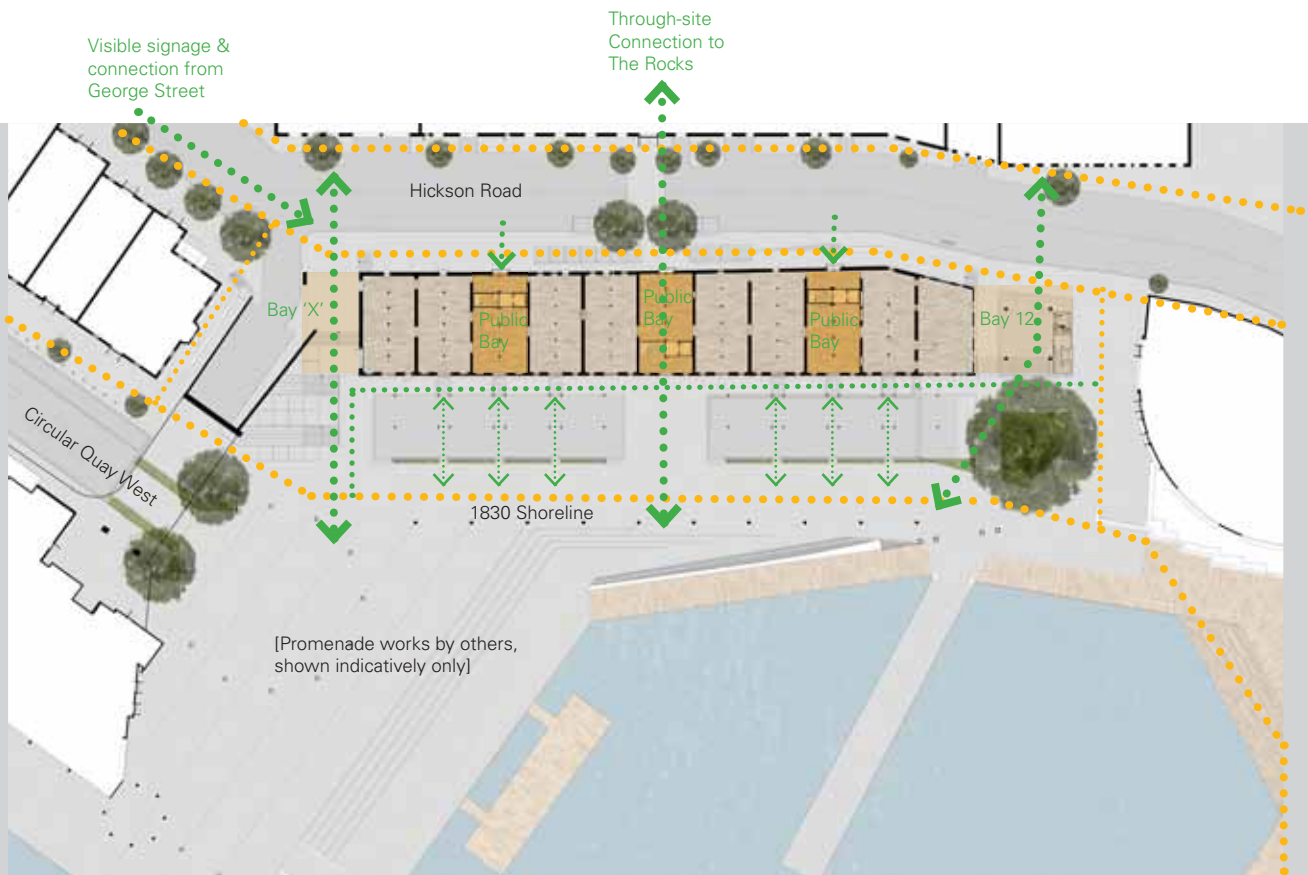 Through-site
Connection to
The Rocks
Visible signage &
connection from
George Street
Hickson Road
Bay ‘X’
Public
Bay
Public
Bay
Public
Bay
Bay 12
Circular Quay West
1830 Shoreline
[Promenade works by others,
shown indicatively only]